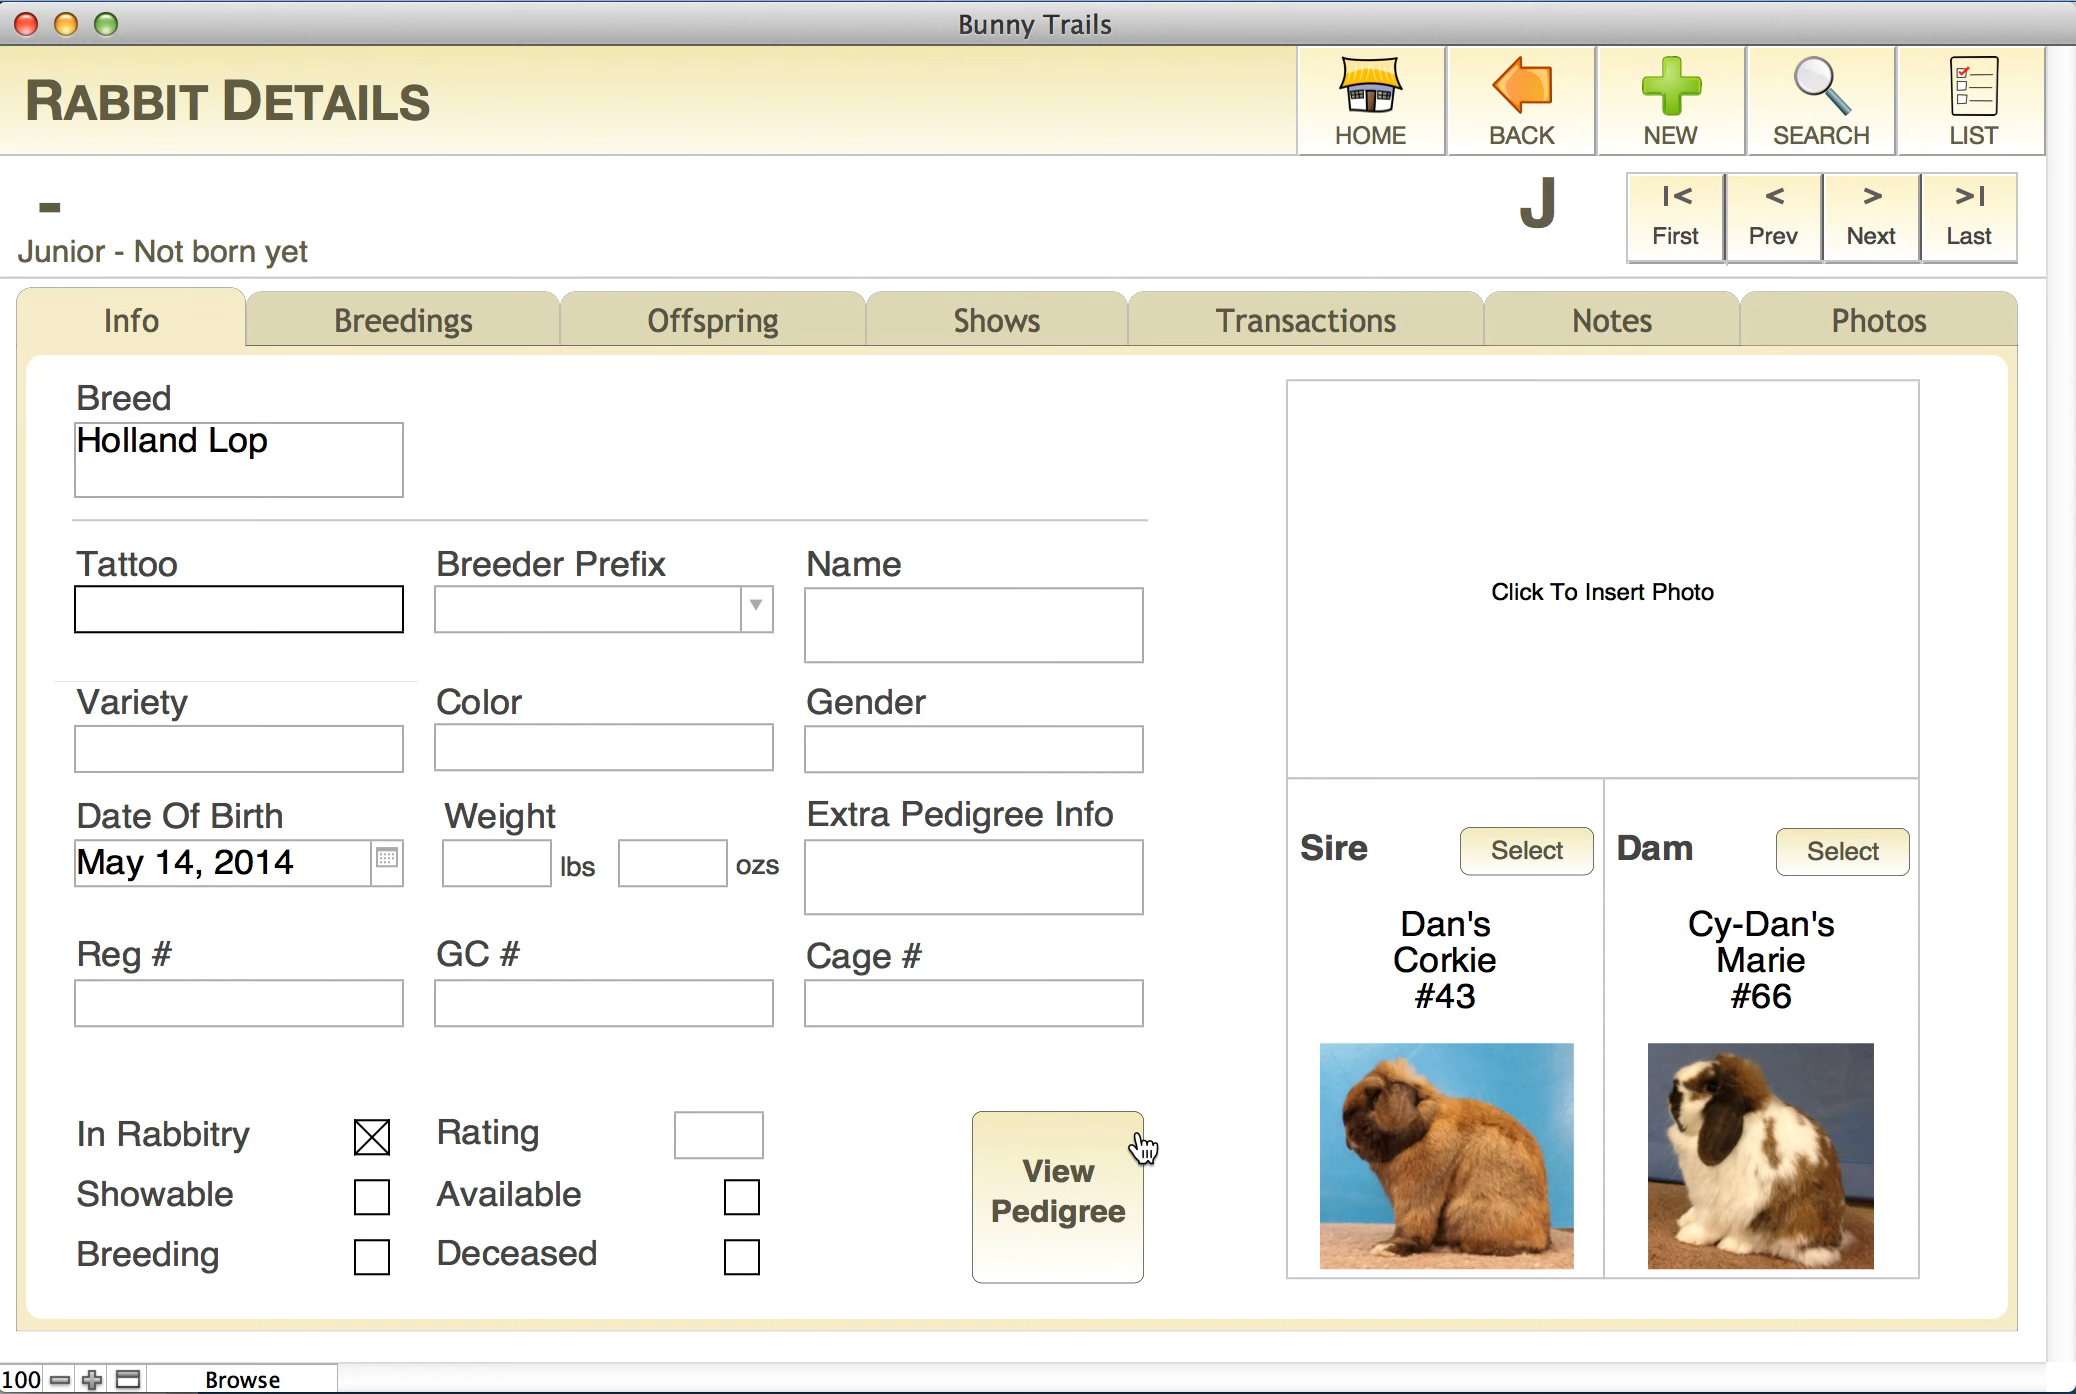 Bunny Trails
RABBIT DETAILS
HOME
BACK
NEW
SEARCH
LIST
-
J
Junior - Not born yet
|<
First
<
Prev
>
Next
>|
Last
Info
Breedings
Offspring
Shows
Transactions
Notes
Photos
Breed
Holland Lop
Tattoo
Breeder Prefix
Name
Click To Insert Photo
Variety
Color
Gender
Date Of Birth
May 14, 2014
Weight
lbs
ozs
Extra Pedigree Info
Reg #
GC #
Cage #
Sire
Select
Dam
Select
Dan's
Corkie
#43
Cy-Dan's
Marie
#66
In Rabbitry
Rating
Showable
Available
Breeding
Deceased
View
Pedigree
100
Browse